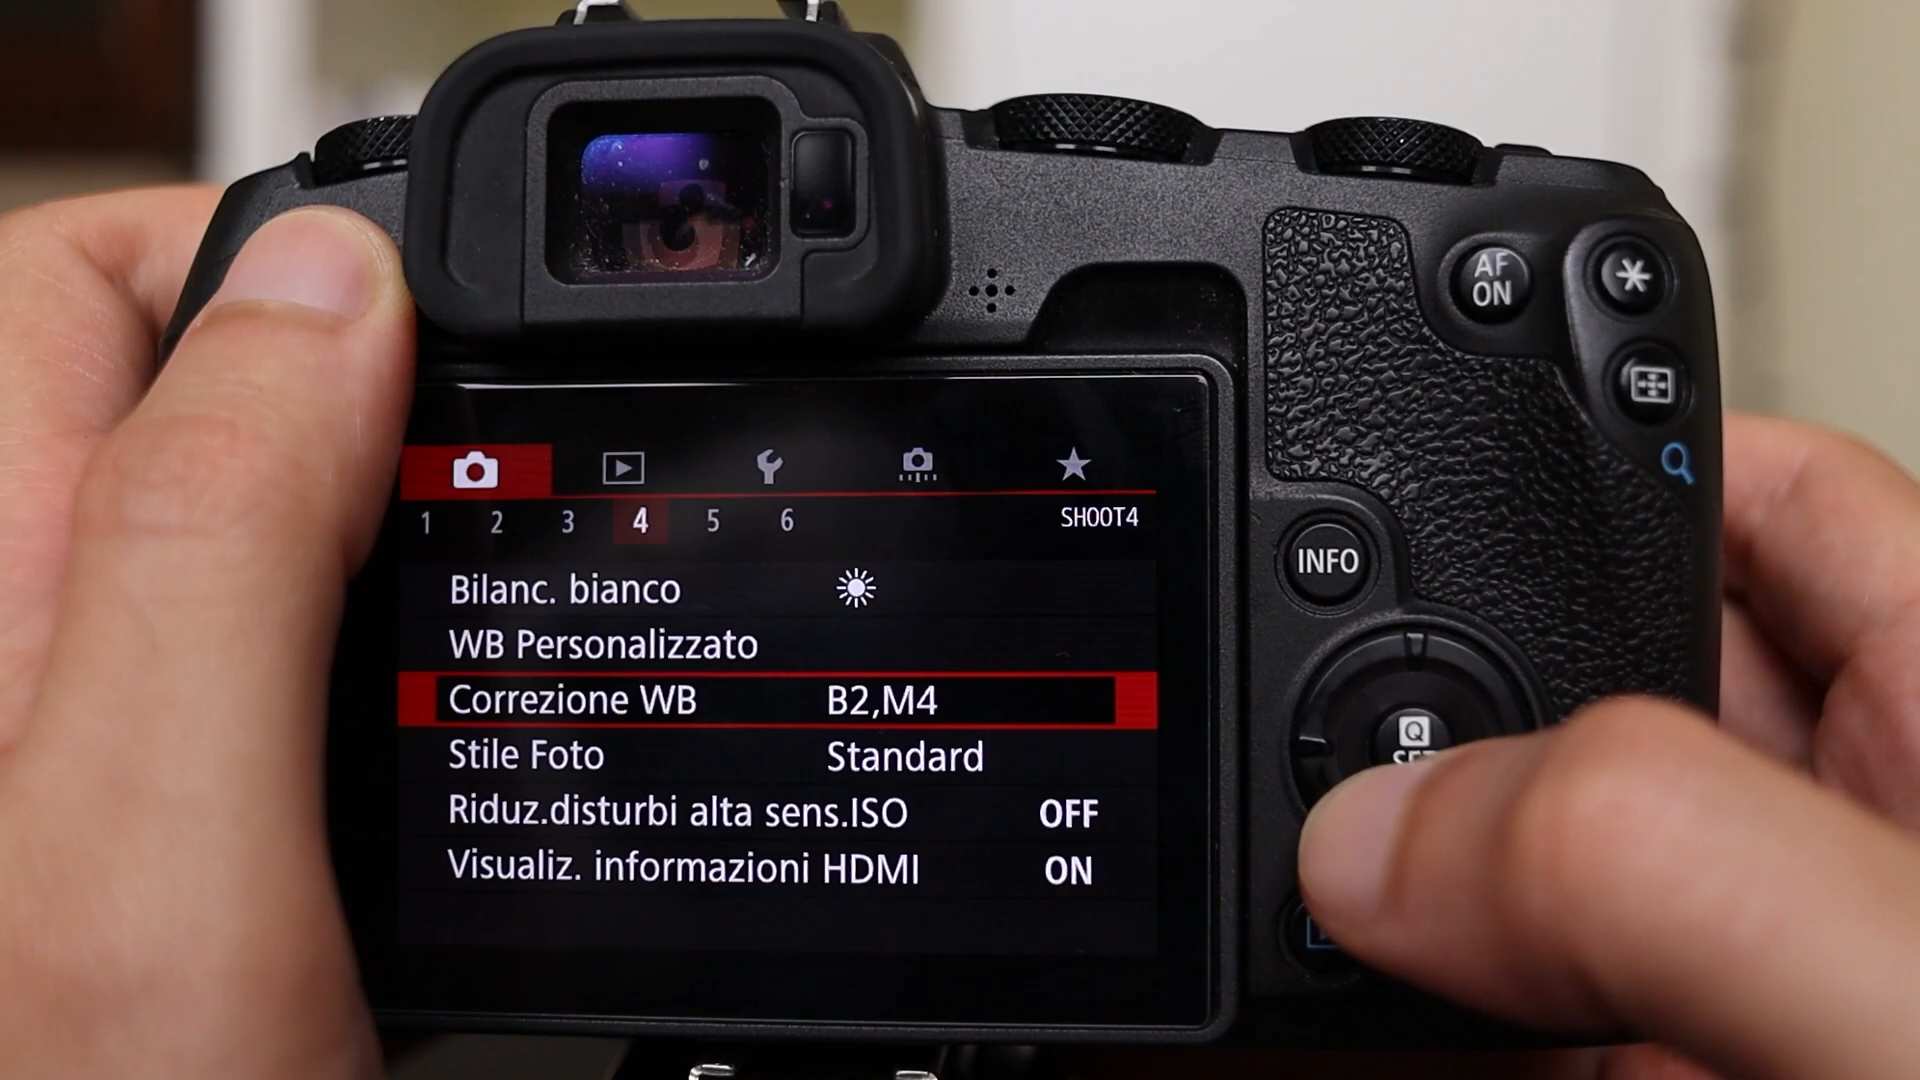 AF
ON
1 2 3 4 5 6 SHOOT4
INFO
Bilanc. bianco
WB Personalizzato
Correzione WB B2,M4
Q
Stile Foto Standard
Riduz.disturbi alta sens.ISO OFF
Visualiz. informazioni HDMI ON